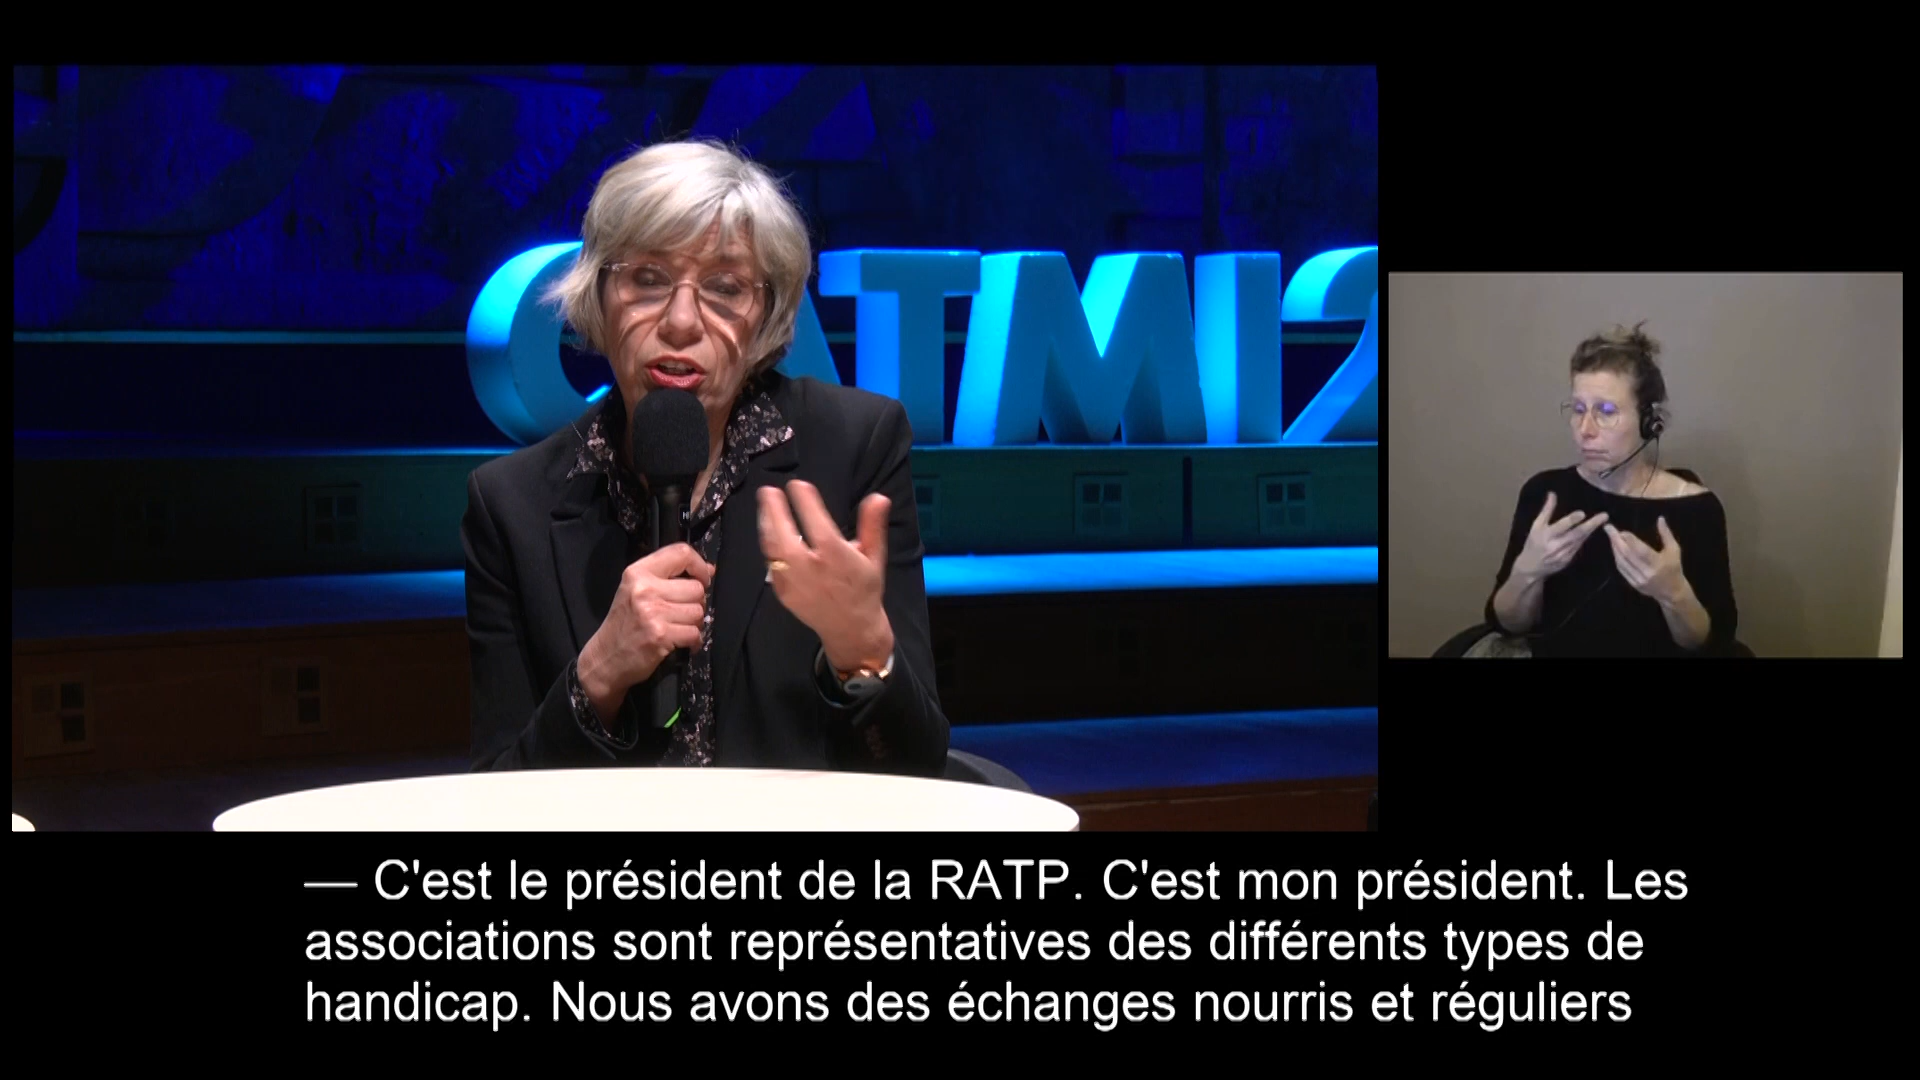 CATMI2
— C'est le président de la RATP. C'est mon président. Les
associations sont représentatives des différents types de
handicap. Nous avons des échanges nourris et réguliers